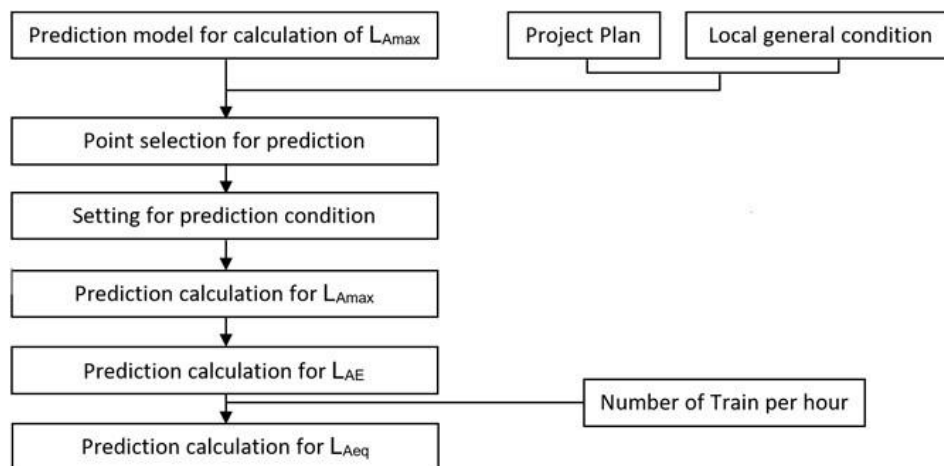 Prediction model for calculation of LAmax
Project Plan
Local general condition
Point selection for prediction
Setting for prediction condition
Prediction calculation for LAmax
Prediction calculation for LAE
Number of Train per hour
Prediction calculation for LAeq